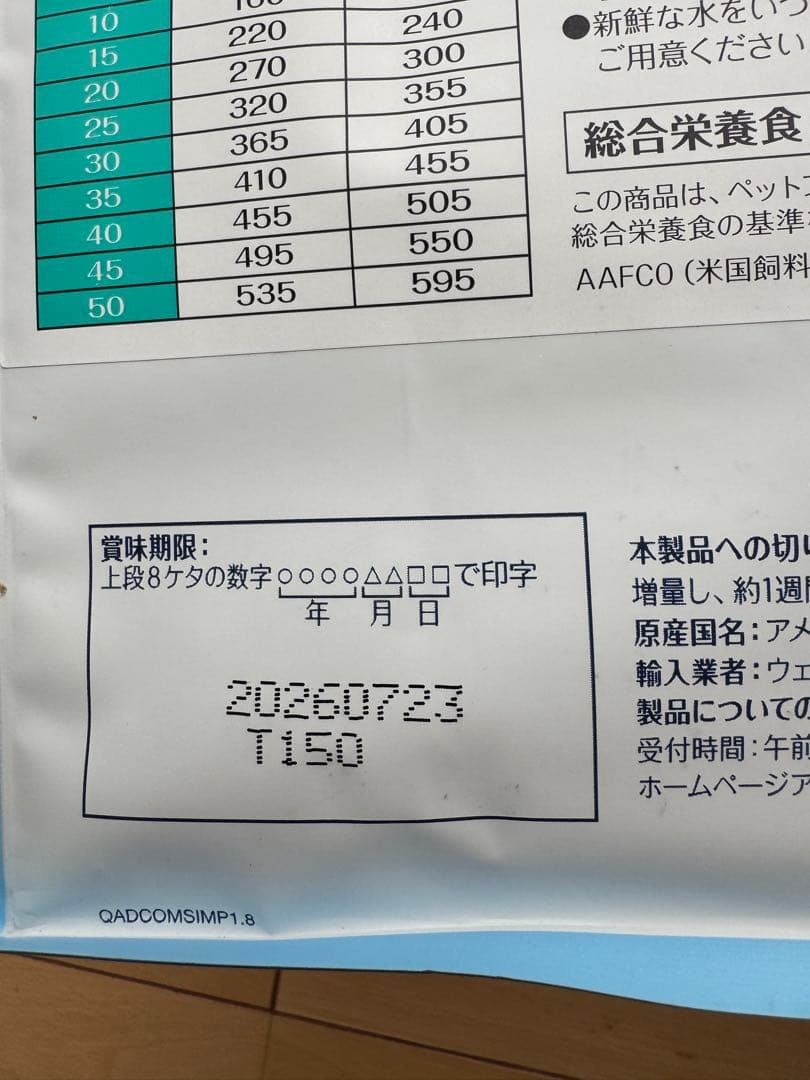 10 220 240
15 270 300
20 320 355
25 365 405
30 410 455
35 455 505
40 495 550
45 535 595
50
●新鮮な水をいつ
ご用意ください
総合栄養食
この商品は、ペット
総合栄養食の基準
AAFCO(米国飼料
賞味期限:
上段8ケタの数字○○○○△△□□で印字
年 月 日
20260723
T150
本製品への切り
増量し、約1週間
原産国名:アメ
輸入業者:ウェ
製品についての
受付時間:午前
ホームページア
QADCOMSIMP1.8